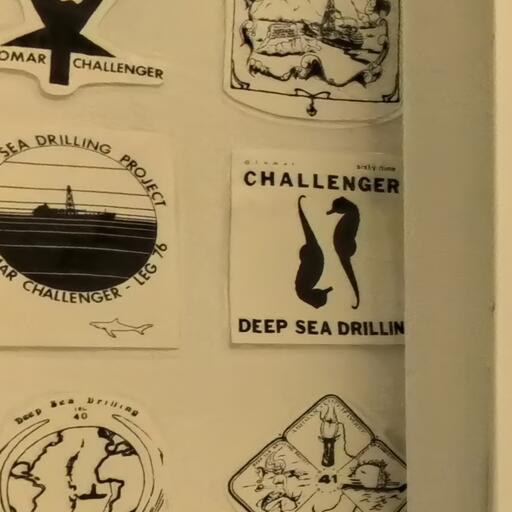 OMAR CHALLENGER
SEA DRILLING PROJECT
AR CHALLENGER - LEG 76
Glomar sixty nine
CHALLENGER
DEEP SEA DRILLIN
Deep Sea Drilling
LEG
40
41